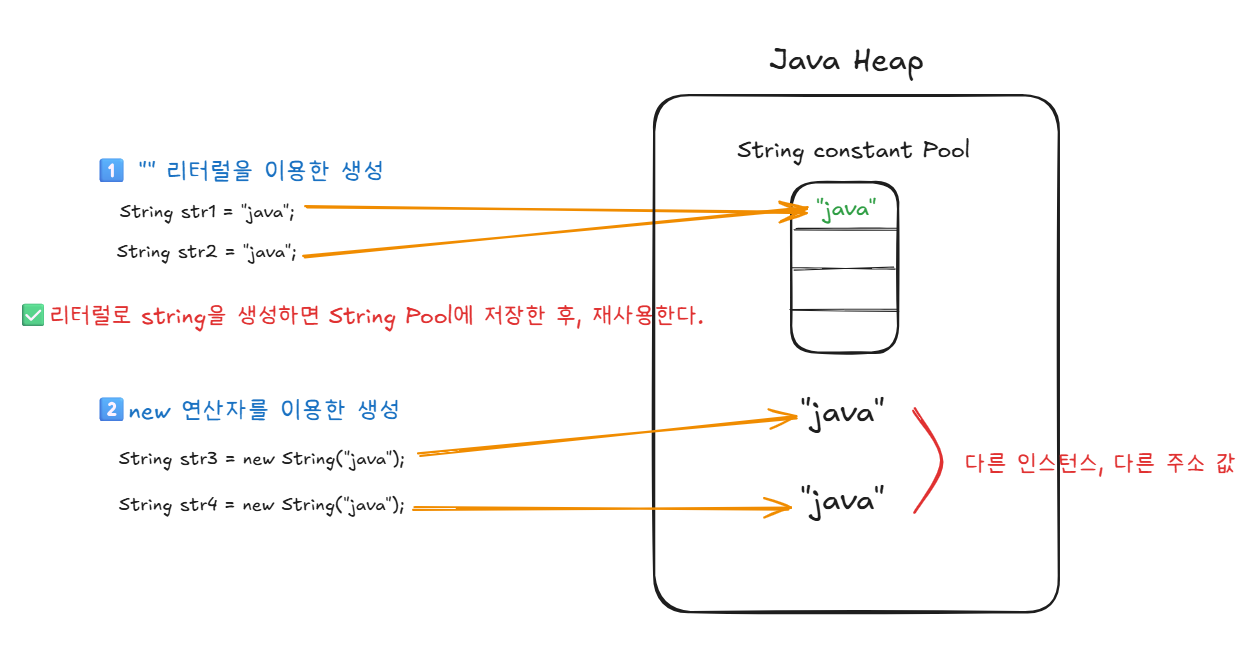 Java Heap
String constant Pool
1 "" 리터럴을 이용한 생성
String str1 = "java";
"java"
String str2 = "java";
리터럴로 string을 생성하면 String Pool에 저장한 후, 재사용한다.
2 new 연산자를 이용한 생성
"java"
String str3 = new String("java");
다른 인스턴스, 다른 주소 값
String str4 = new String("java");
"java"